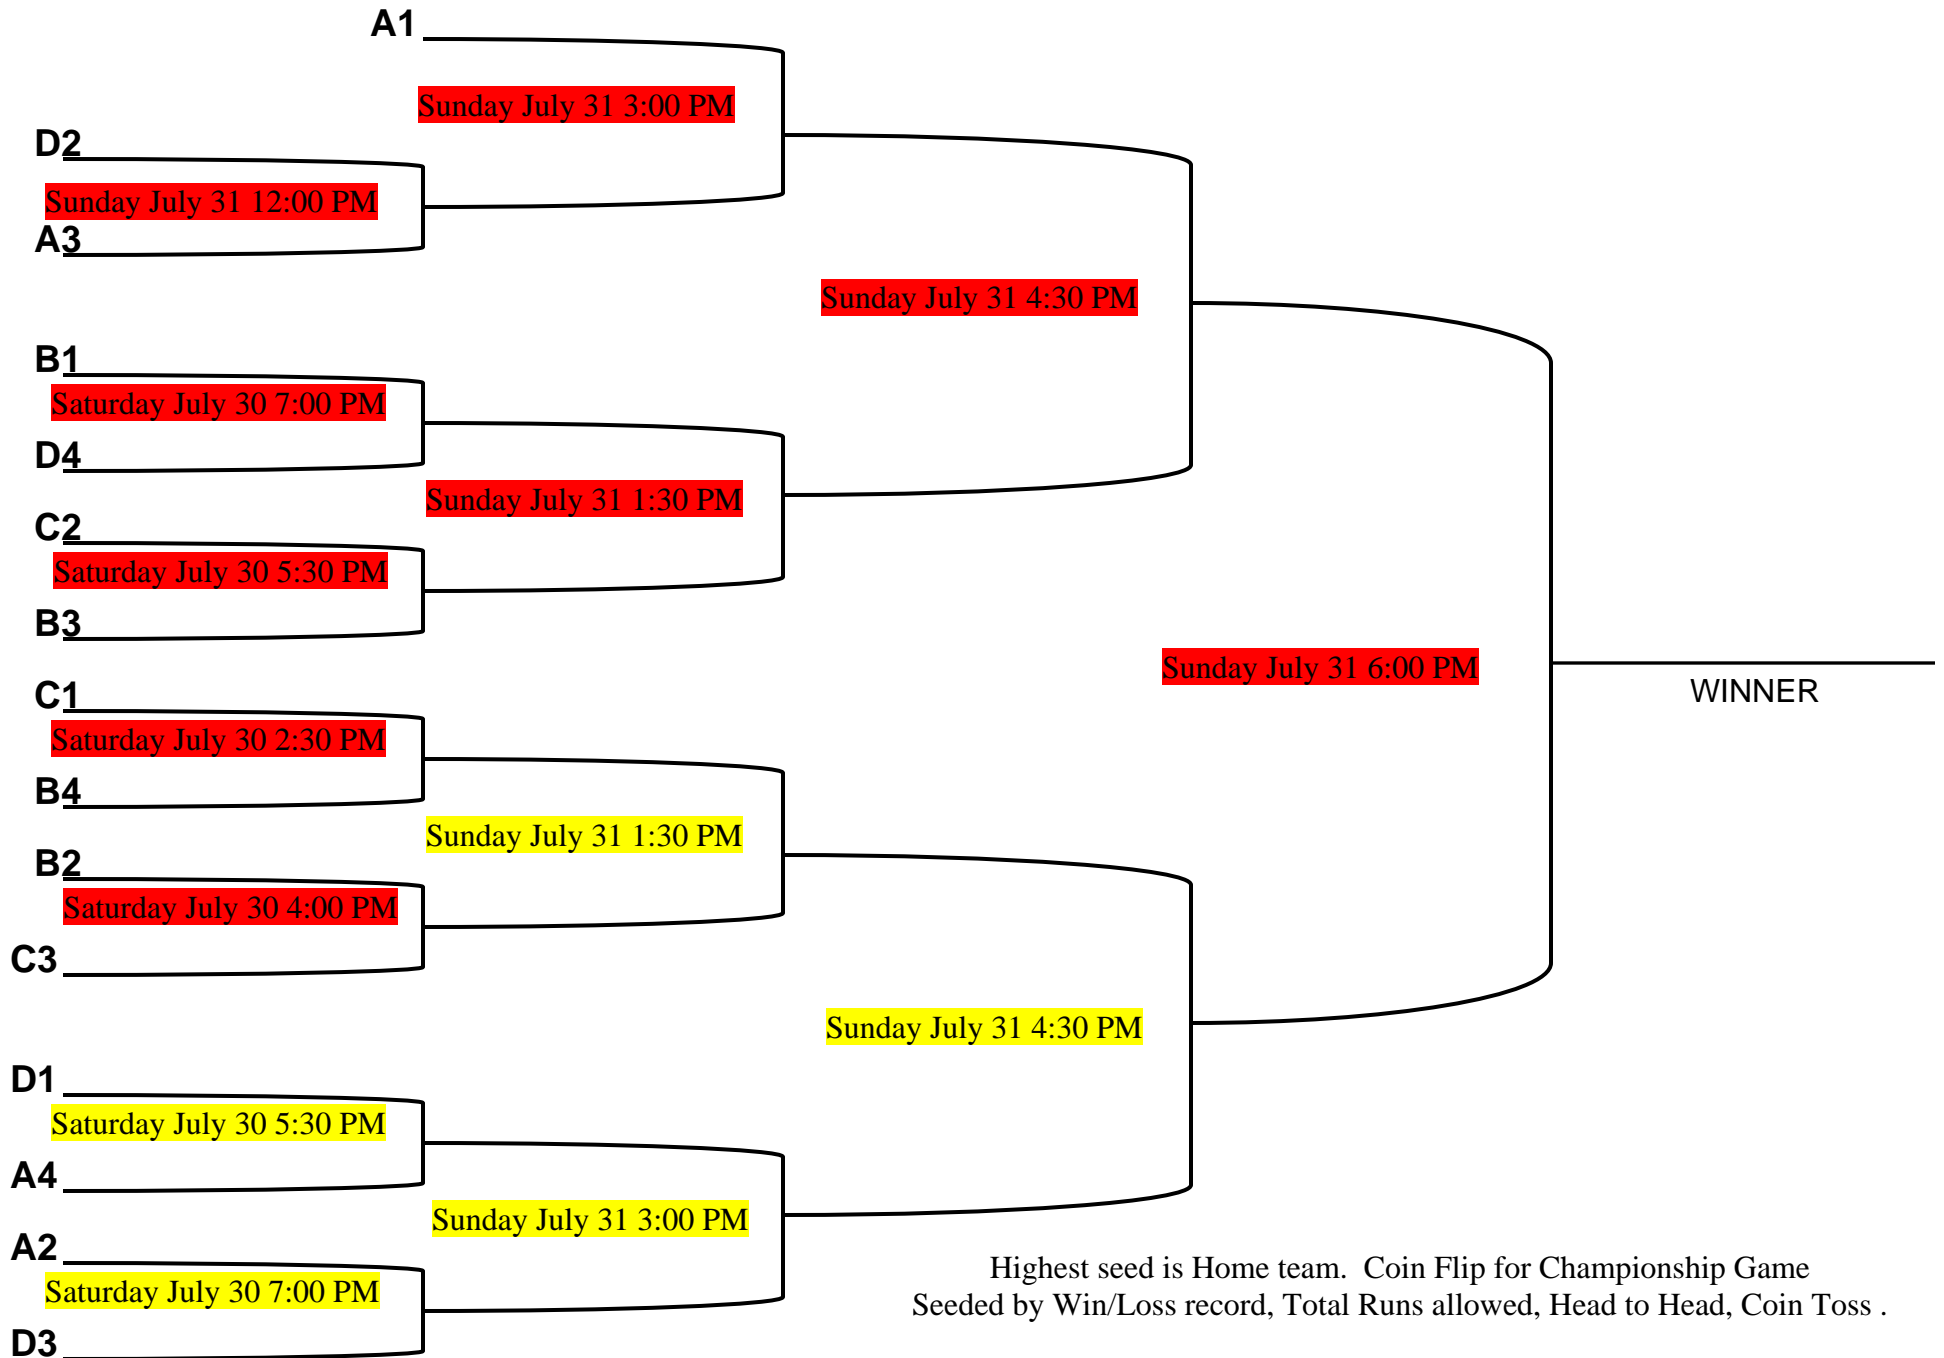 A1
Sunday July 31 3:00 PM
D2
Sunday July 31 12:00 PM
A3
Sunday July 31 4:30 PM
B1
Saturday July 30 7:00 PM
D4
Sunday July 31 1:30 PM
C2
Saturday July 30 5:30 PM
B3
Sunday July 31 6:00 PM
WINNER
C1
Saturday July 30 2:30 PM
B4
Sunday July 31 1:30 PM
B2
Saturday July 30 4:00 PM
C3
Sunday July 31 4:30 PM
D1
Saturday July 30 5:30 PM
A4
Sunday July 31 3:00 PM
A2
Saturday July 30 7:00 PM
D3
Highest seed is Home team. Coin Flip for Championship Game
Seeded by Win/Loss record, Total Runs allowed, Head to Head, Coin Toss .